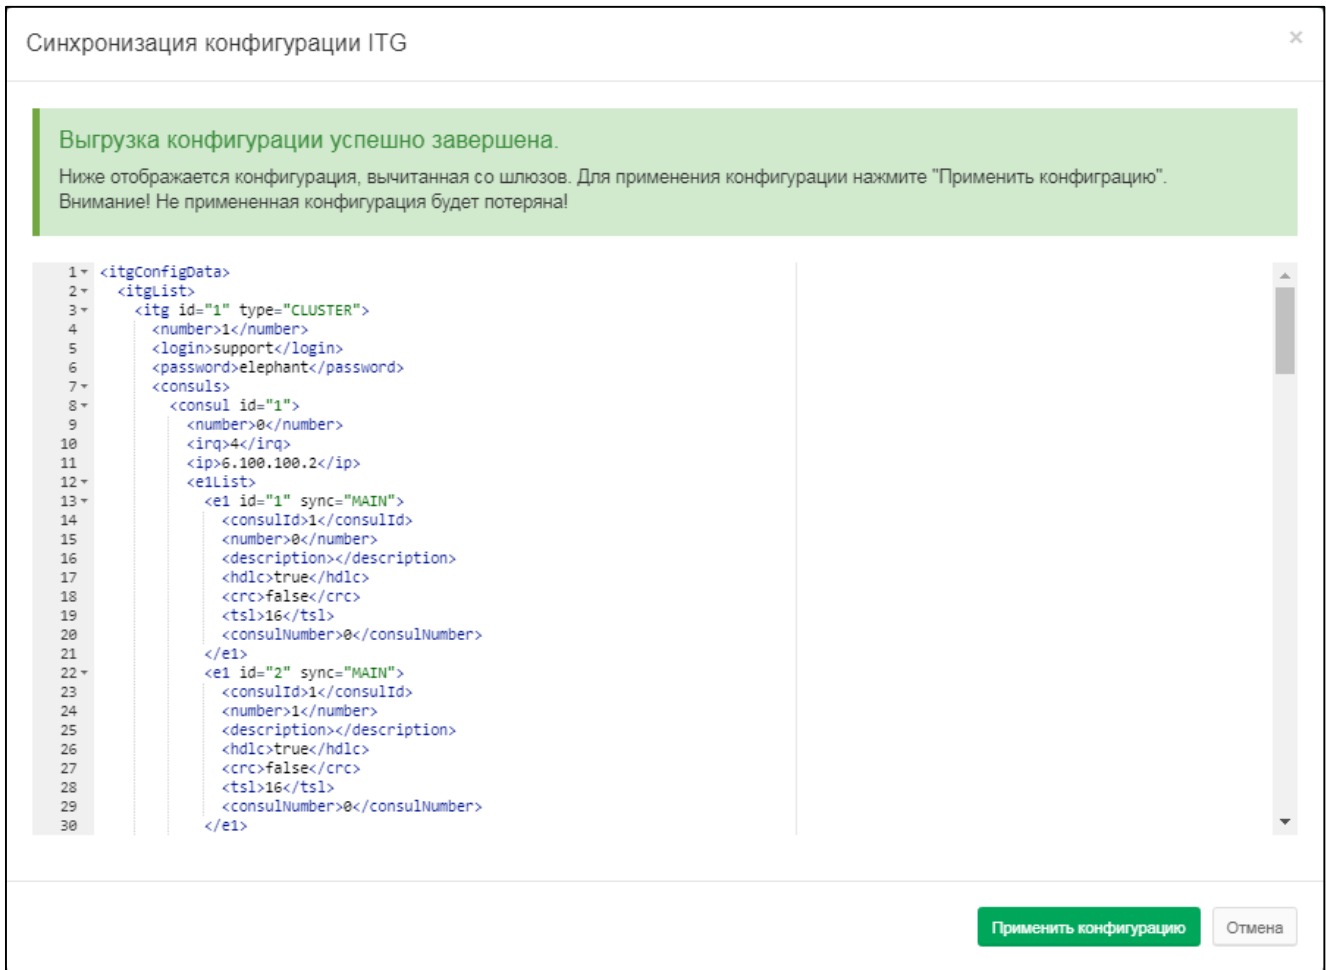 Синхронизация конфигурации ITG
×
Выгрузка конфигурации успешно завершена.
Ниже отображается конфигурация, вычитанная со шлюзов. Для применения конфигурации нажмите "Применить конфиграцию".
Внимание! Не примененная конфигурация будет потеряна!
1 <itgConfigData>
2 <itgList>
3 <itg id="1" type="CLUSTER">
4 <number>1</number>
5 <login>support</login>
6 <password>elephant</password>
7 <consuls>
8 <consul id="1">
9 <number>0</number>
10 <irq>4</irq>
11 <ip>6.100.100.2</ip>
12 <e1List>
13 <e1 id="1" sync="MAIN">
14 <consulId>1</consulId>
15 <number>0</number>
16 <description></description>
17 <hdlc>true</hdlc>
18 <crc>false</crc>
19 <tsl>16</tsl>
20 <consulNumber>0</consulNumber>
21 </e1>
22 <e1 id="2" sync="MAIN">
23 <consulId>1</consulId>
24 <number>1</number>
25 <description></description>
26 <hdlc>true</hdlc>
27 <crc>false</crc>
28 <tsl>16</tsl>
29 <consulNumber>0</consulNumber>
30 </e1>
Применить конфигурацию
Отмена